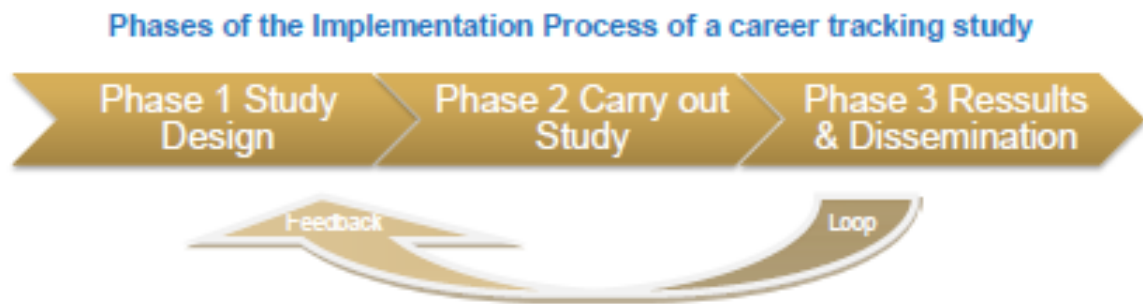 Phases of the Implementation Process of a career tracking study
Phase 1 Study
Design
Phase 2 Carry out
Study
Phase 3 Ressults
& Dissemination
Feedback
Loop